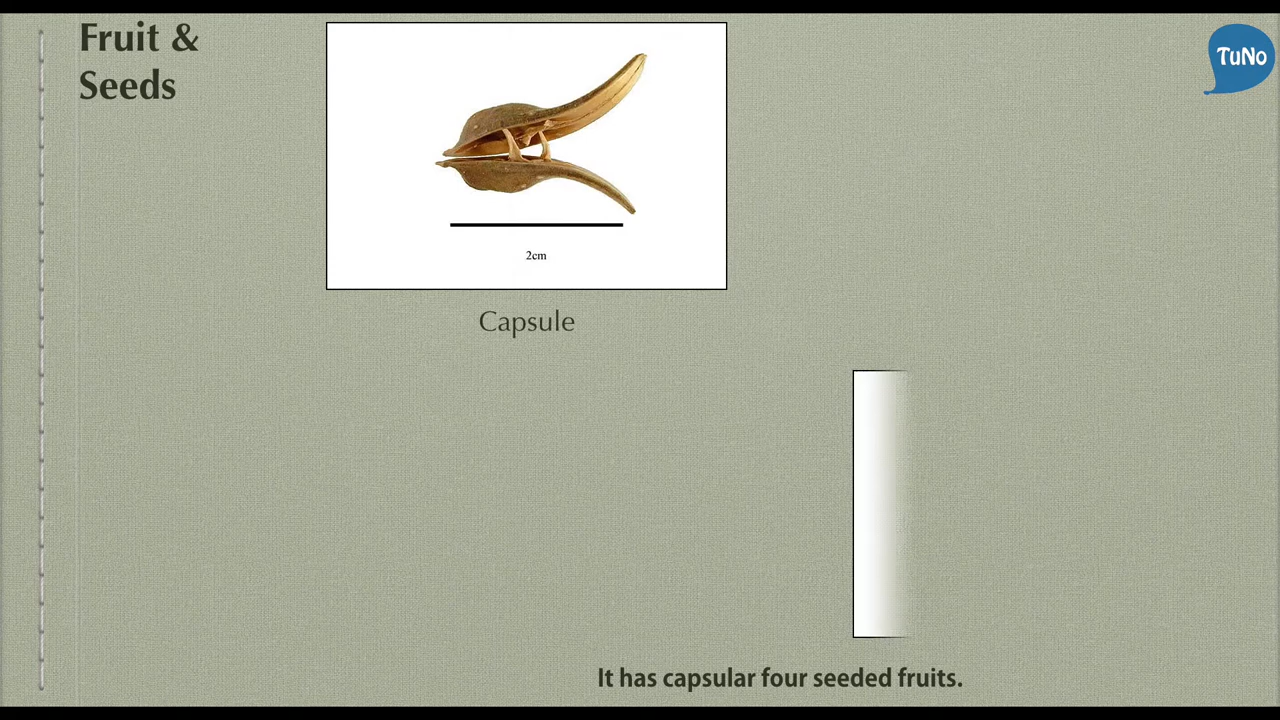 Fruit &
Seeds
TuNo
2cm
Capsule
It has capsular four seeded fruits.